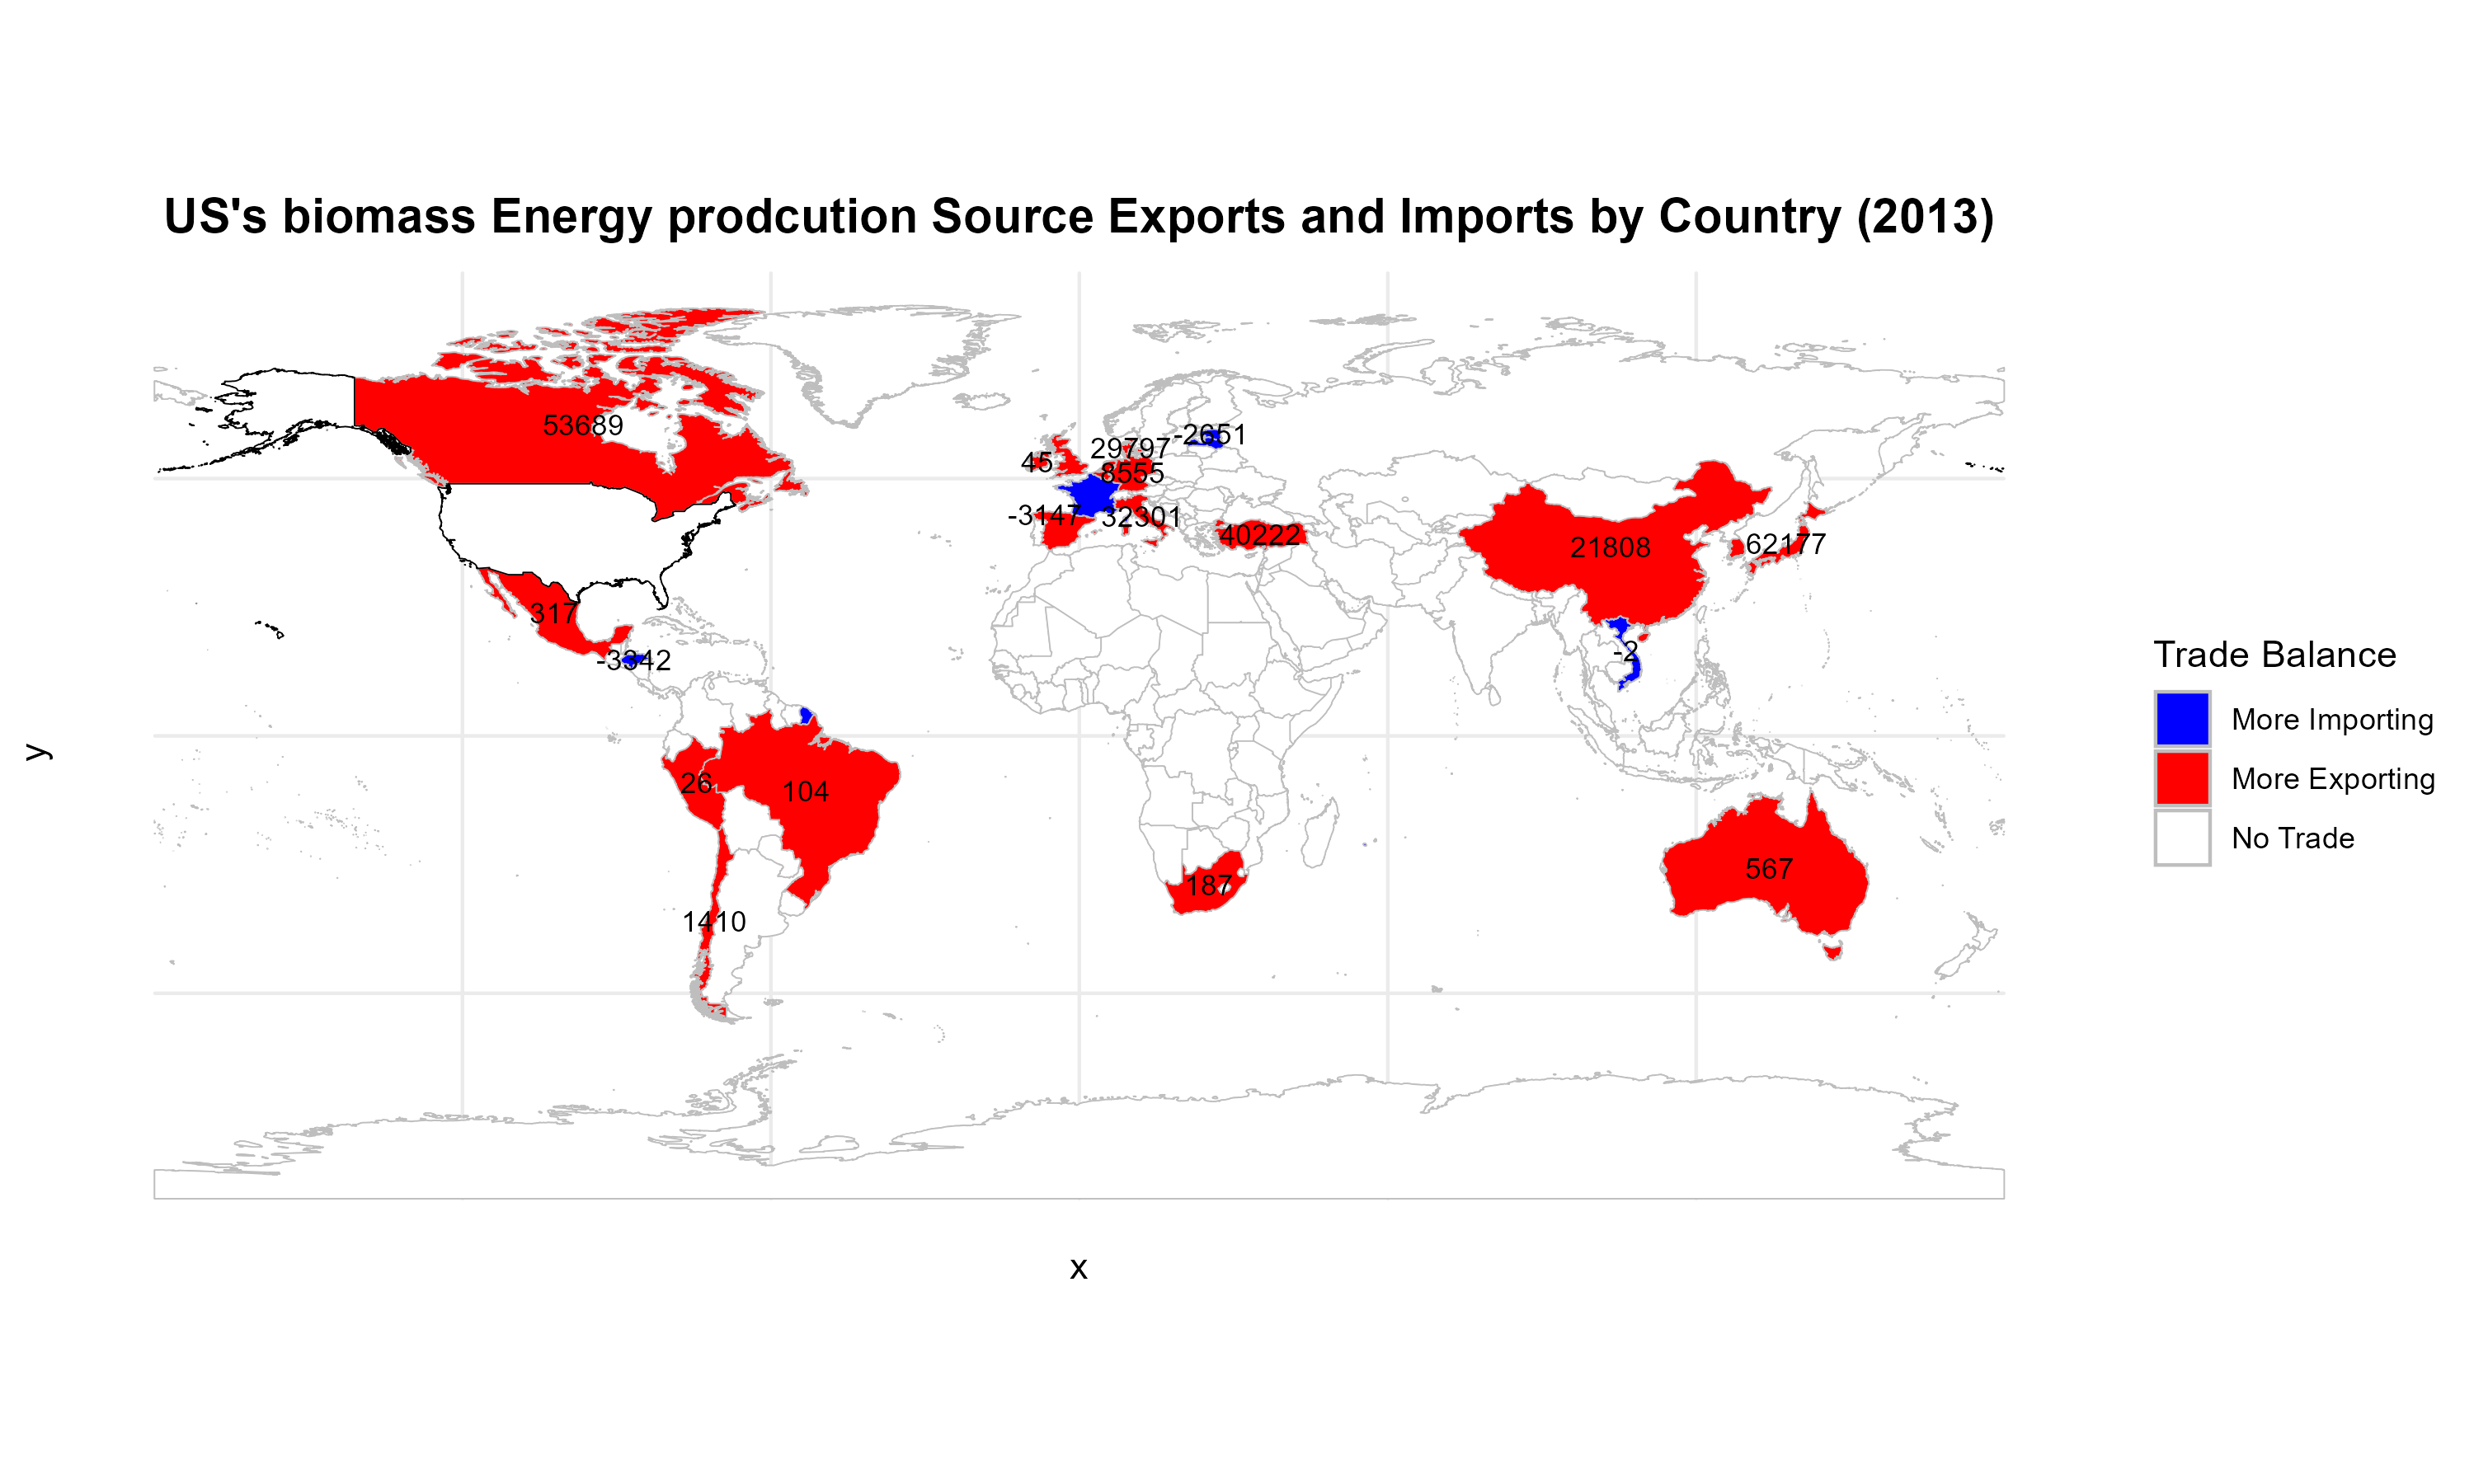 US's biomass Energy prodcution Source Exports and Imports by Country (2013)
53689
-2651
29797
45
8555
-3147
32301
40222
21808
62177
317
-3342
-2
26
104
567
187
1410
y
x
Trade Balance
More Importing
More Exporting
No Trade